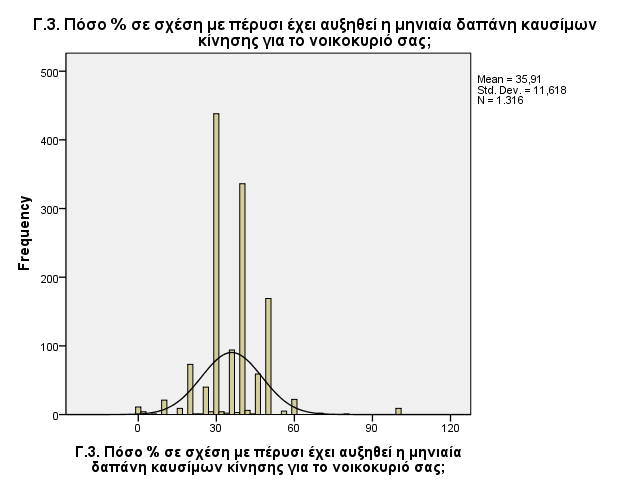 Γ.3. Πόσο % σε σχέση με πέρυσι έχει αυξηθεί η μηνιαία δαπάνη καυσίμων
κίνησης για το νοικοκυριό σας;
Mean = 35,91
Std. Dev. = 11,618
N = 1.316
500
400
300
200
100
0
Frequency
0 30 60 90 120
Γ.3. Πόσο % σε σχέση με πέρυσι έχει αυξηθεί η μηνιαία
δαπάνη καυσίμων κίνησης για το νοικοκυριό σας;